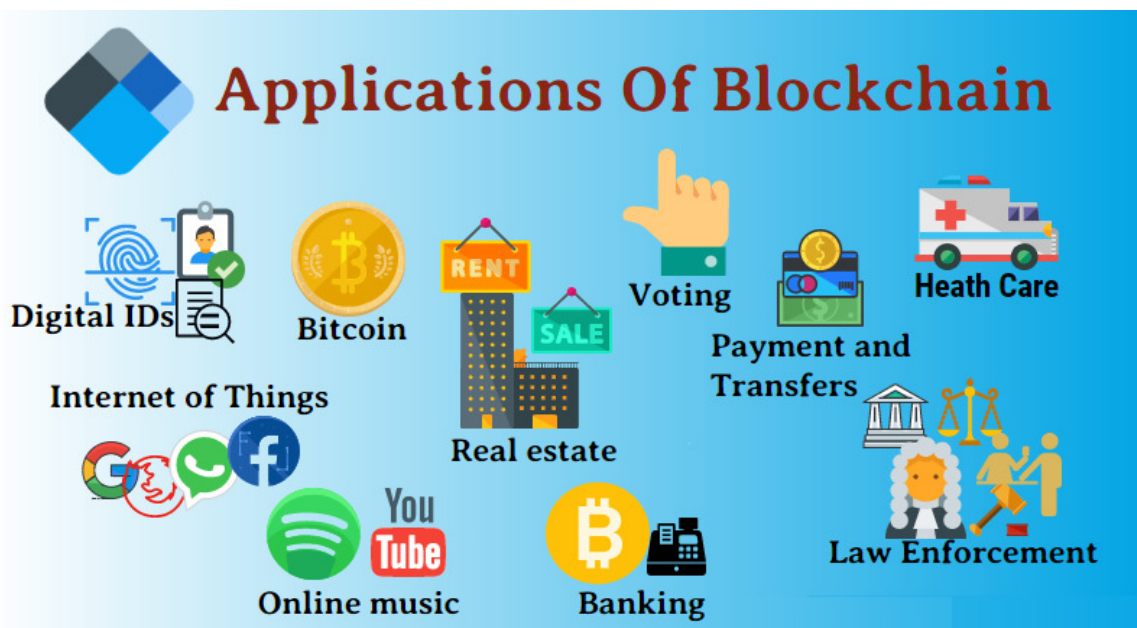 Applications Of Blockchain
Digital IDs
Bitcoin
RENT
SALE
Real estate
Voting
Payment and
Transfers
Heath Care
Internet of Things
You
Tube
Online music
Banking
Law Enforcement